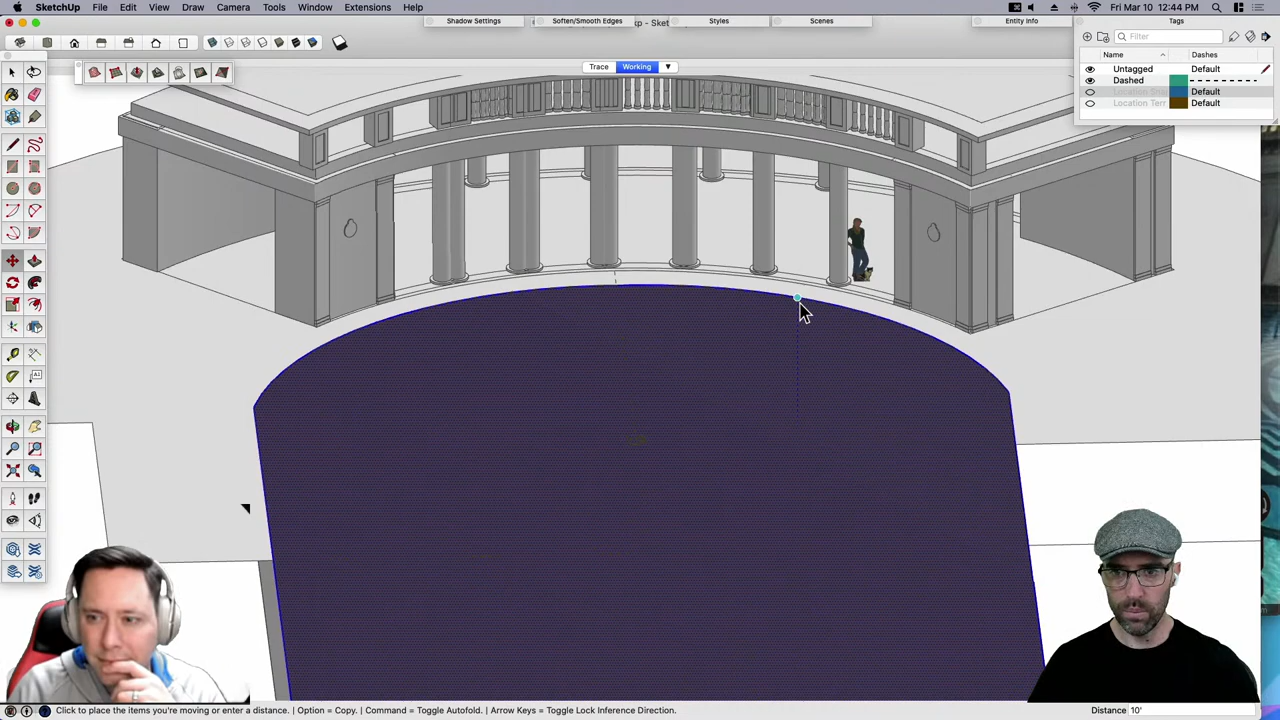 SketchUp File Edit View Draw Camera Tools Window Extensions Help
Fri Mar 10 12:44 PM
Shadow Settings Soften/Smooth Edges Styles Scenes Entity Info Tags
Filter
Name Dashes
Untagged Default
Dashed
Default
Location Terr Default
Trace Working
Click to place the items you're moving or enter a distance. | Option = Copy. | Command = Toggle Autofold. | Arrow Keys = Toggle Lock Inference Direction.
Distance 10'